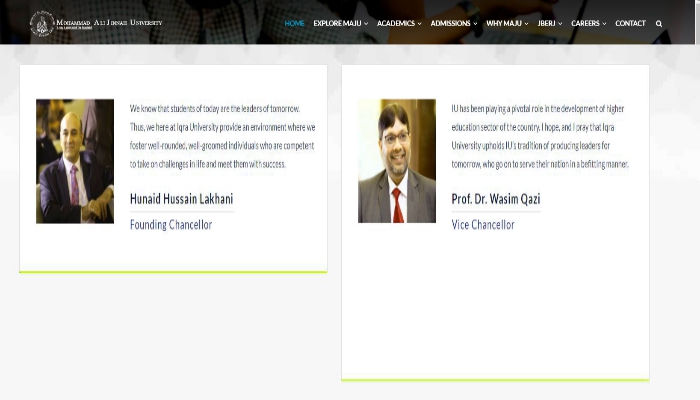 Mohammad Ali Jinnah University
HOME EXPLORE MAJU ACADEMICS ADMISSIONS WHY MAJU JBERJ CAREERS CONTACT
We know that students of today are the leaders of tomorrow.
Thus, we here at Iqra University provide an environment where we
foster well-rounded, well-groomed individuals who are competent
to take on challenges in life and meet them with success.
Hunaid Hussain Lakhani
Founding Chancellor
IU has been playing a pivotal role in the development of higher
education sector of the country. I hope, and I pray that Iqra
University upholds IU's tradition of producing leaders for
tomorrow, who go on to serve their nation in a befitting manner.
Prof. Dr. Wasim Qazi
Vice Chancellor